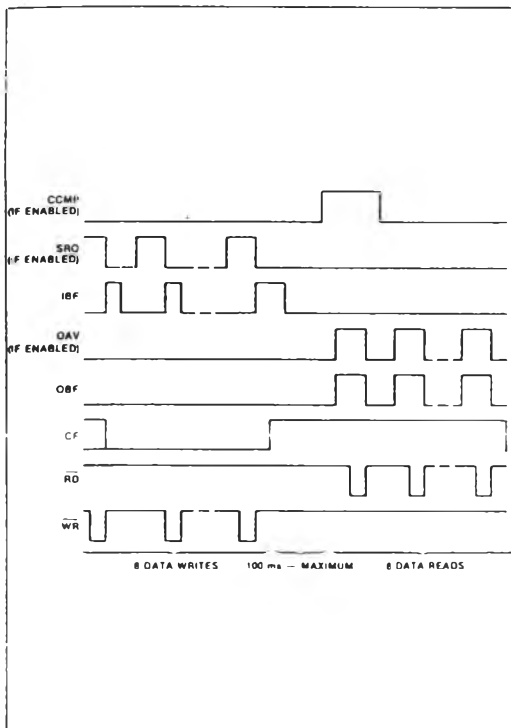 CCMP
(IF ENABLED)
SRQ
(IF ENABLED)
IBF
OAV
(IF ENABLED)
OBF
CF
RD
WR
8 DATA WRITES 100 ms — MAXIMUM 8 DATA READS